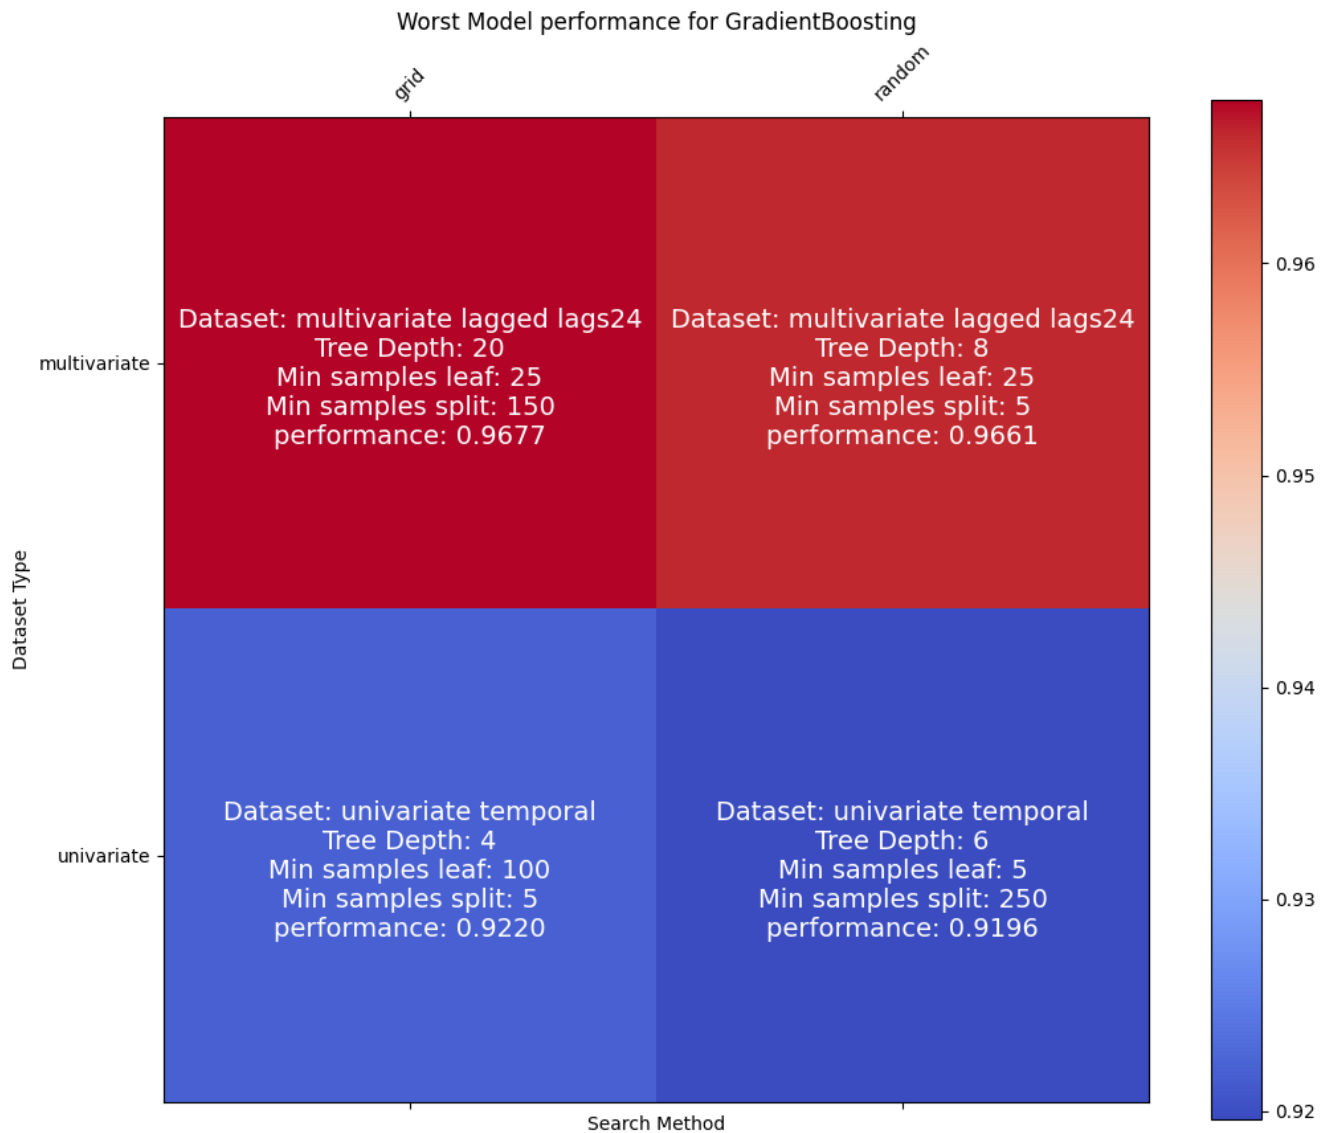 Worst Model performance for GradientBoosting
grid
random
multivariate
univariate
Dataset Type
Search Method
Dataset: multivariate lagged lags24
Tree Depth: 20
Min samples leaf: 25
Min samples split: 150
performance: 0.9677
Dataset: multivariate lagged lags24
Tree Depth: 8
Min samples leaf: 25
Min samples split: 5
performance: 0.9661
Dataset: univariate temporal
Tree Depth: 4
Min samples leaf: 100
Min samples split: 5
performance: 0.9220
Dataset: univariate temporal
Tree Depth: 6
Min samples leaf: 5
Min samples split: 250
performance: 0.9196
0.96
0.95
0.94
0.93
0.92